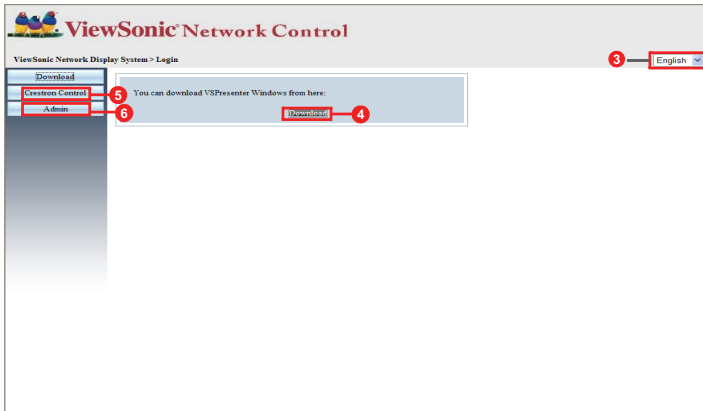 ViewSonic® Network Control
ViewSonic Network Display System > Login
3
English
Download
Crestron Control
5
You can download VSPresenter Windows from here:
Admin
6
Download
4